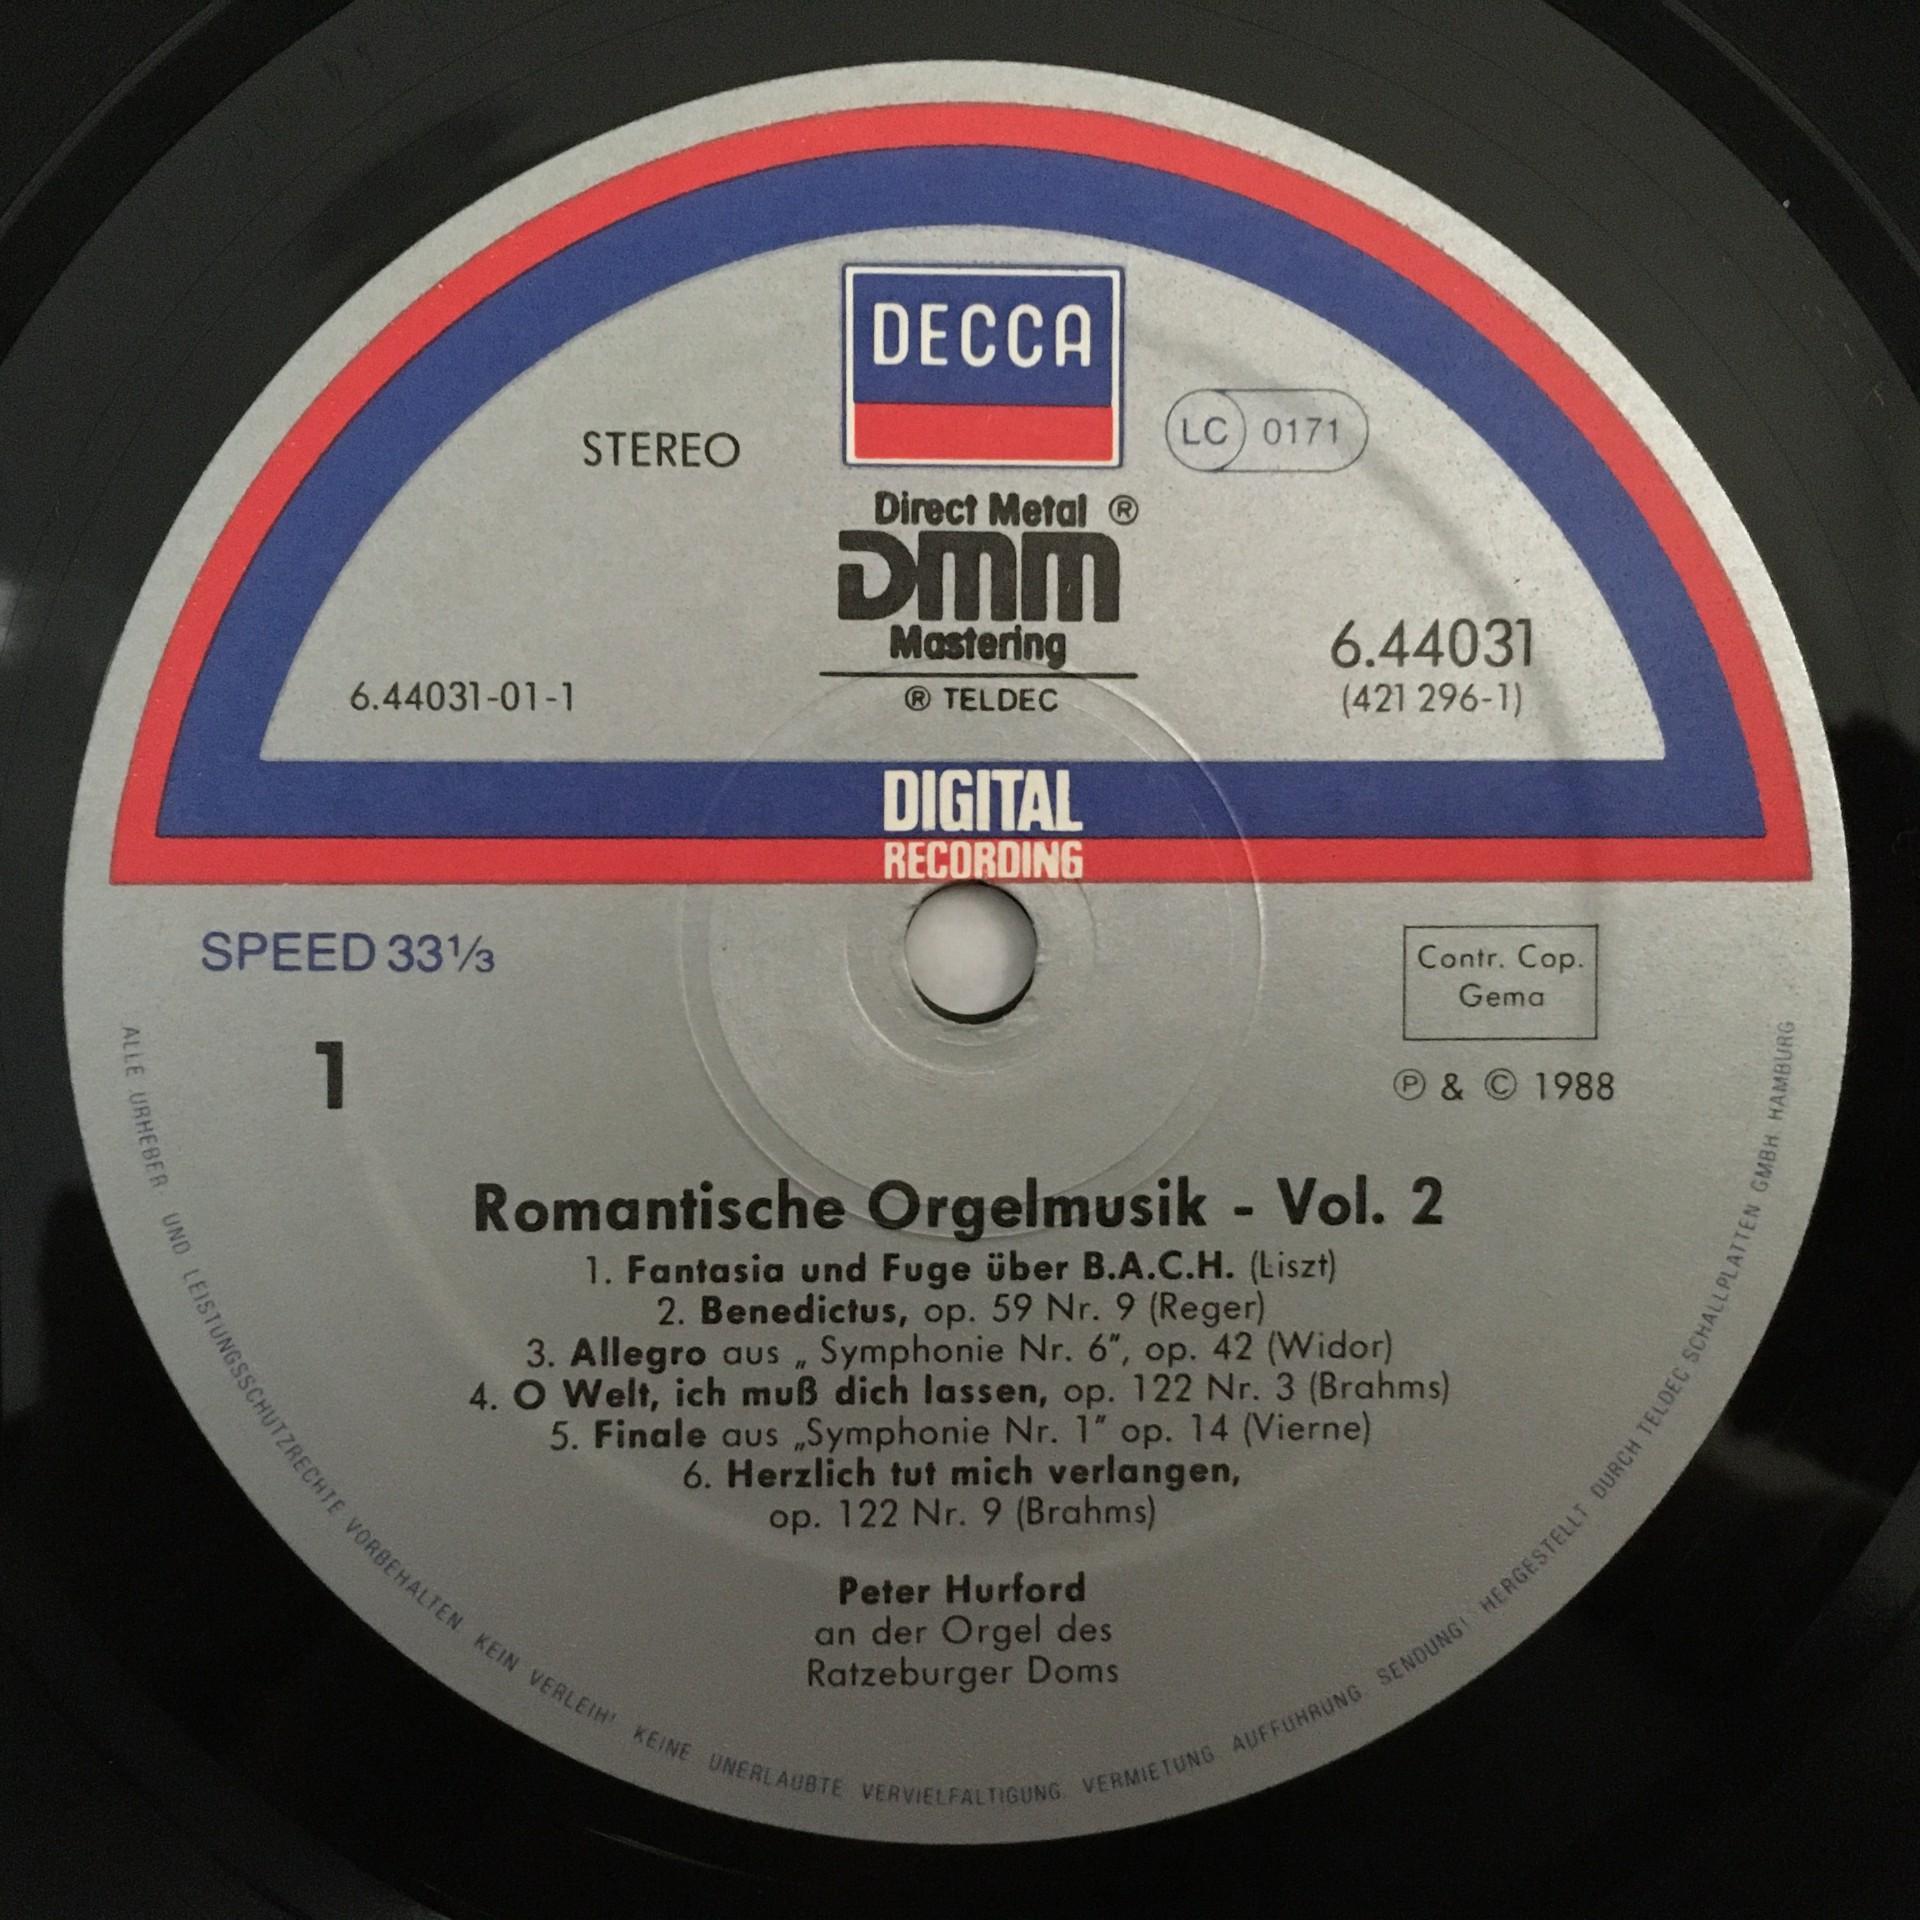 DECCA
STEREO
LC 0171
Direct Metal ®
DMM
Mastering
® TELDEC
6.44031-01-1
6.44031
(421 296-1)
DIGITAL
RECORDING
SPEED 33⅓
Contr. Cop.
Gema
1
℗ & © 1988
Romantische Orgelmusik - Vol. 2
1. Fantasia und Fuge über B.A.C.H. (Liszt)
2. Benedictus, op. 59 Nr. 9 (Reger)
3. Allegro aus „ Symphonie Nr. 6”, op. 42 (Widor)
4. O Welt, ich muß dich lassen, op. 122 Nr. 3 (Brahms)
5. Finale aus „Symphonie Nr. 1” op. 14 (Vierne)
6. Herzlich tut mich verlangen,
op. 122 Nr. 9 (Brahms)
Peter Hurford
an der Orgel des
Ratzeburger Doms
ALLE URHEBER UND LEISTUNGSSCHUTZRECHTE VORBEHALTEN. KEIN VERLEIH! KEINE UNERLAUBTE VERVIELFÄLTIGUNG. VERMIETUNG AUFFÜHRUNG. SENDUNG! HERGESTELLT DURCH TELDEC SCHALLPLATTEN GMBH. HAMBURG